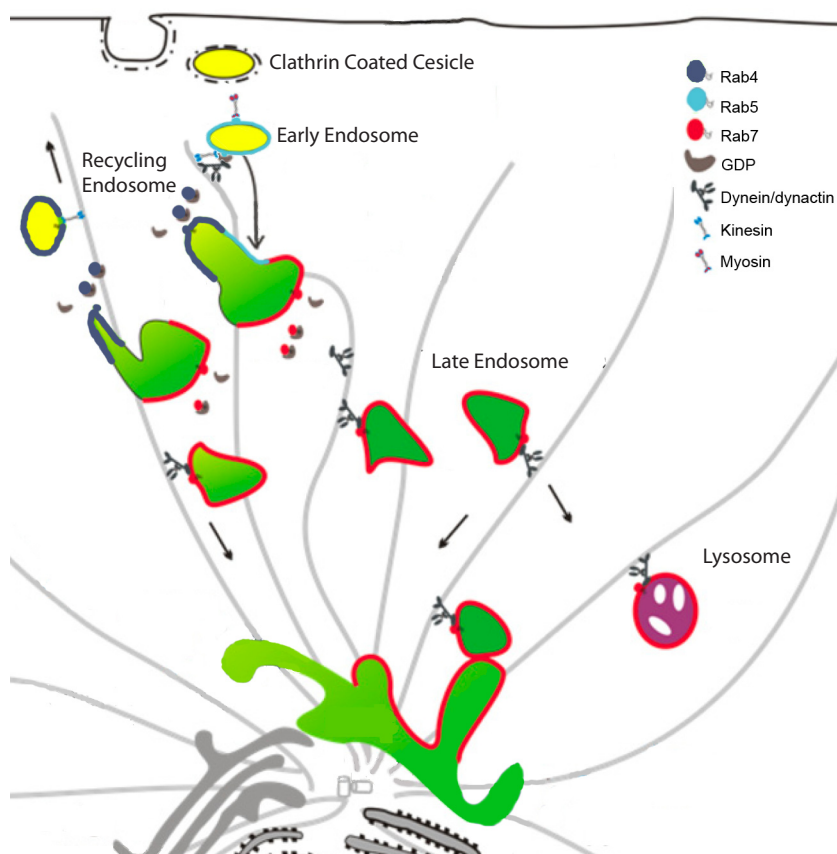 Clathrin Coated Cesicle
Early Endosome
Recycling
Endosome
Rab4
Rab5
Rab7
GDP
Dynein/dynactin
Kinesin
Myosin
Late Endosome
Lysosome